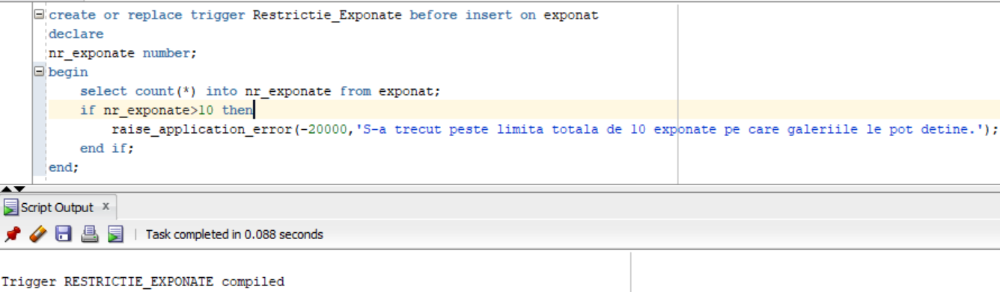 create or replace trigger Restrictie_Exponate before insert on exponat
declare
nr_exponate number;
begin
select count(*) into nr_exponate from exponat;
if nr_exponate>10 then
raise_application_error(-20000,'S-a trecut peste limita totala de 10 exponate pe care galeriile le pot detine.');
end if;
end;
Script Output x
Task completed in 0.088 seconds
Trigger RESTRICTIE_EXPONATE compiled